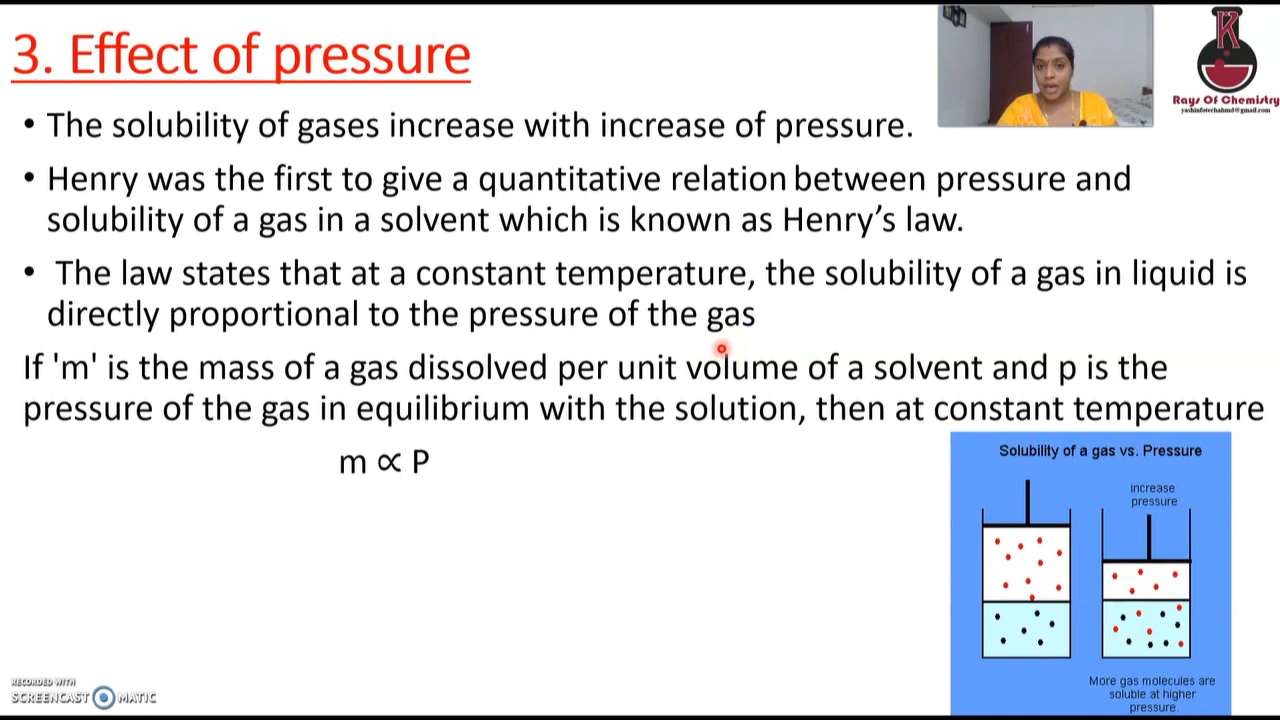 3. Effect of pressure
K
Rays Of Chemistry
yashinfotechahmd@gmail.com
• The solubility of gases increase with increase of pressure.
• Henry was the first to give a quantitative relation between pressure and
solubility of a gas in a solvent which is known as Henry’s law.
• The law states that at a constant temperature, the solubility of a gas in liquid is
directly proportional to the pressure of the gas
If 'm' is the mass of a gas dissolved per unit volume of a solvent and p is the
pressure of the gas in equilibrium with the solution, then at constant temperature
m ∝ P
Solubility of a gas vs. Pressure
increase
pressure
More gas molecules are
soluble at higher
pressure.
RECORDED WITH
SCREENCAST MATIC